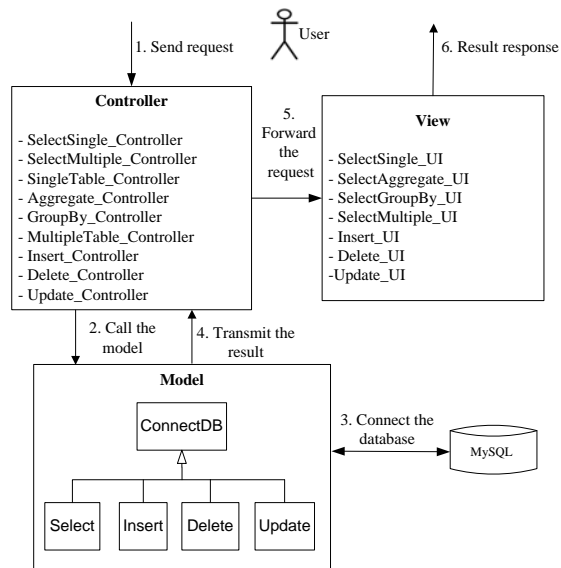 1. Send request
User
6. Result response
Controller
- SelectSingle_Controller
- SelectMultiple_Controller
- SingleTable_Controller
- Aggregate_Controller
- GroupBy_Controller
- MultipleTable_Controller
- Insert_Controller
- Delete_Controller
- Update_Controller
5.
Forward
the
request
View
- SelectSingle_UI
- SelectAggregate_UI
- SelectGroupBy_UI
- SelectMultiple_UI
- Insert_UI
- Delete_UI
-Update_UI
2. Call the
model
4. Transmit the
result
Model
ConnectDB
Select
Insert
Delete
Update
3. Connect the
database
MySQL